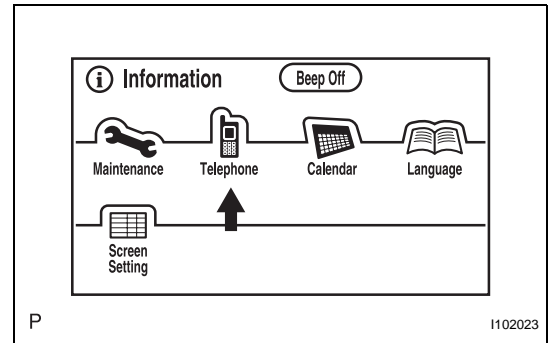 i Information Beep Off
Maintenance Telephone Calendar Language
Screen
Setting
P I102023